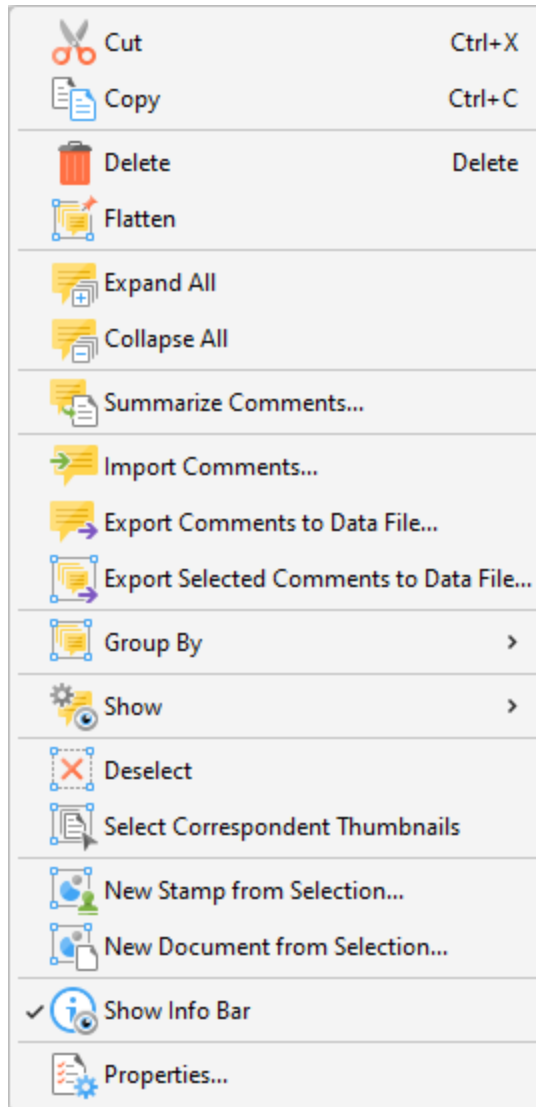 Cut Ctrl+X
Copy Ctrl+C
Delete Delete
Flatten
Expand All
Collapse All
Summarize Comments...
Import Comments...
Export Comments to Data File...
Export Selected Comments to Data File...
Group By
Show
Deselect
Select Correspondent Thumbnails
New Stamp from Selection...
New Document from Selection...
Show Info Bar
Properties...